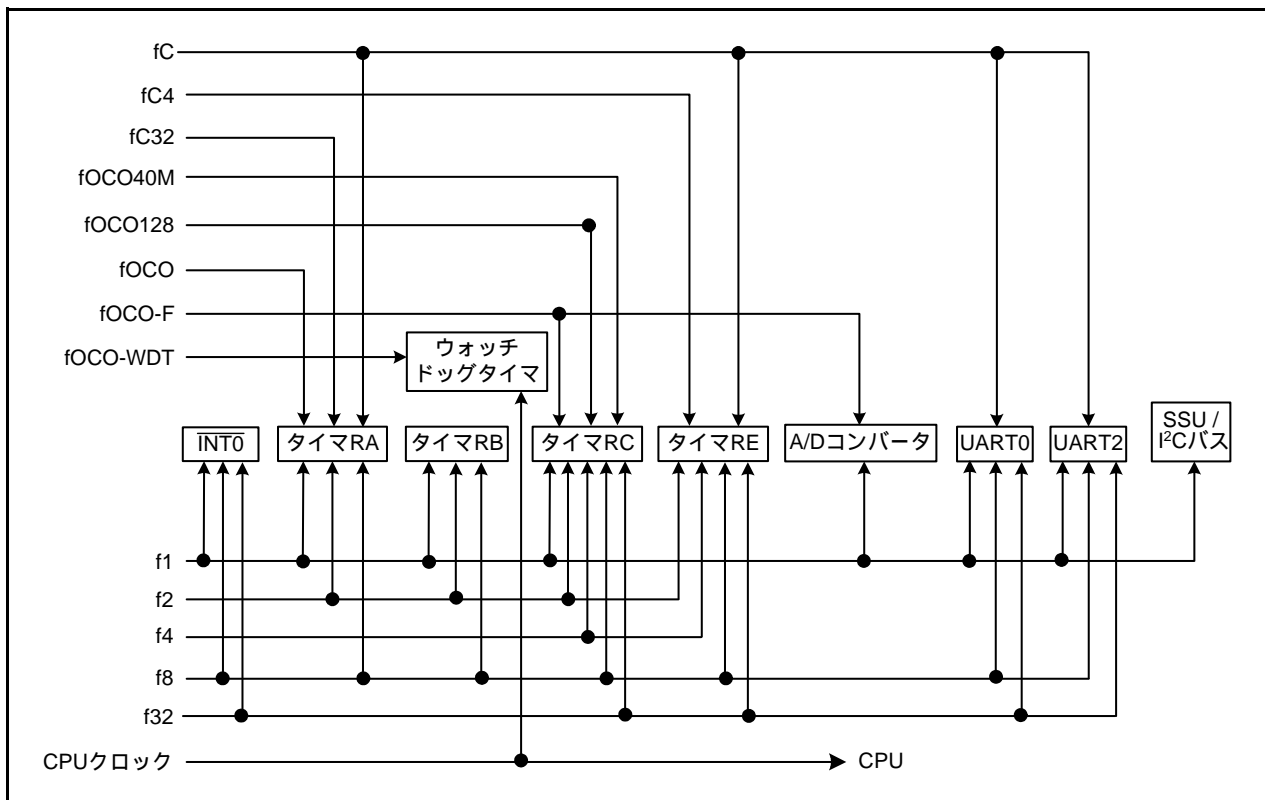 fC
fC4
fC32
fOCO40M
fOCO128
fOCO
fOCO-F
fOCO-WDT
ウォッチ
ドッグタイマ
INT0
タイマRA
タイマRB
タイマRC
タイマRE
A/Dコンバータ
UART0
UART2
SSU /
I²Cバス
f1
f2
f4
f8
f32
CPUクロック
CPU